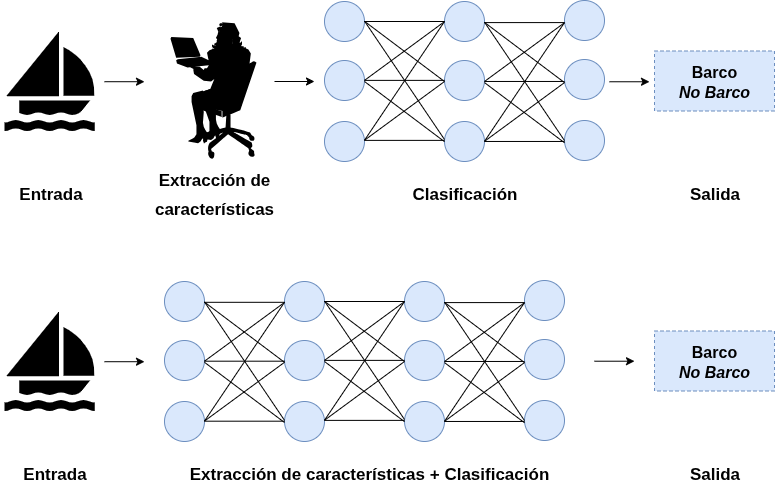 Barco
No Barco
Entrada
Extracción de
características
Clasificación
Salida
Barco
No Barco
Entrada
Extracción de características + Clasificación
Salida